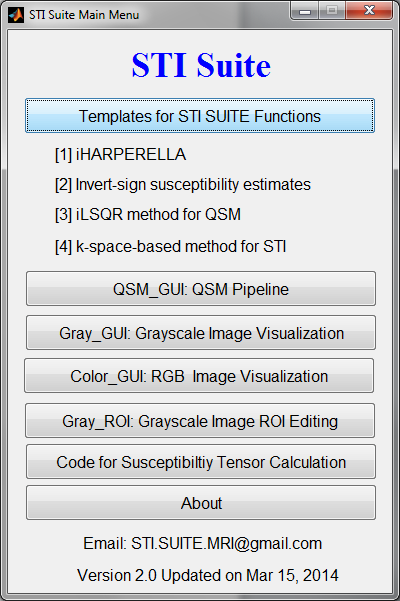 STI Suite Main Menu
STI Suite
Templates for STI SUITE Functions
[1] iHARPERELLA
[2] Invert-sign susceptibility estimates
[3] iLSQR method for QSM
[4] k-space-based method for STI
QSM_GUI: QSM Pipeline
Gray_GUI: Grayscale Image Visualization
Color_GUI: RGB  Image Visualization
Gray_ROI: Grayscale Image ROI Editing
Code for Susceptibiltiy Tensor Calculation
About
Email: STI.SUITE.MRI@gmail.com
Version 2.0 Updated on Mar 15, 2014